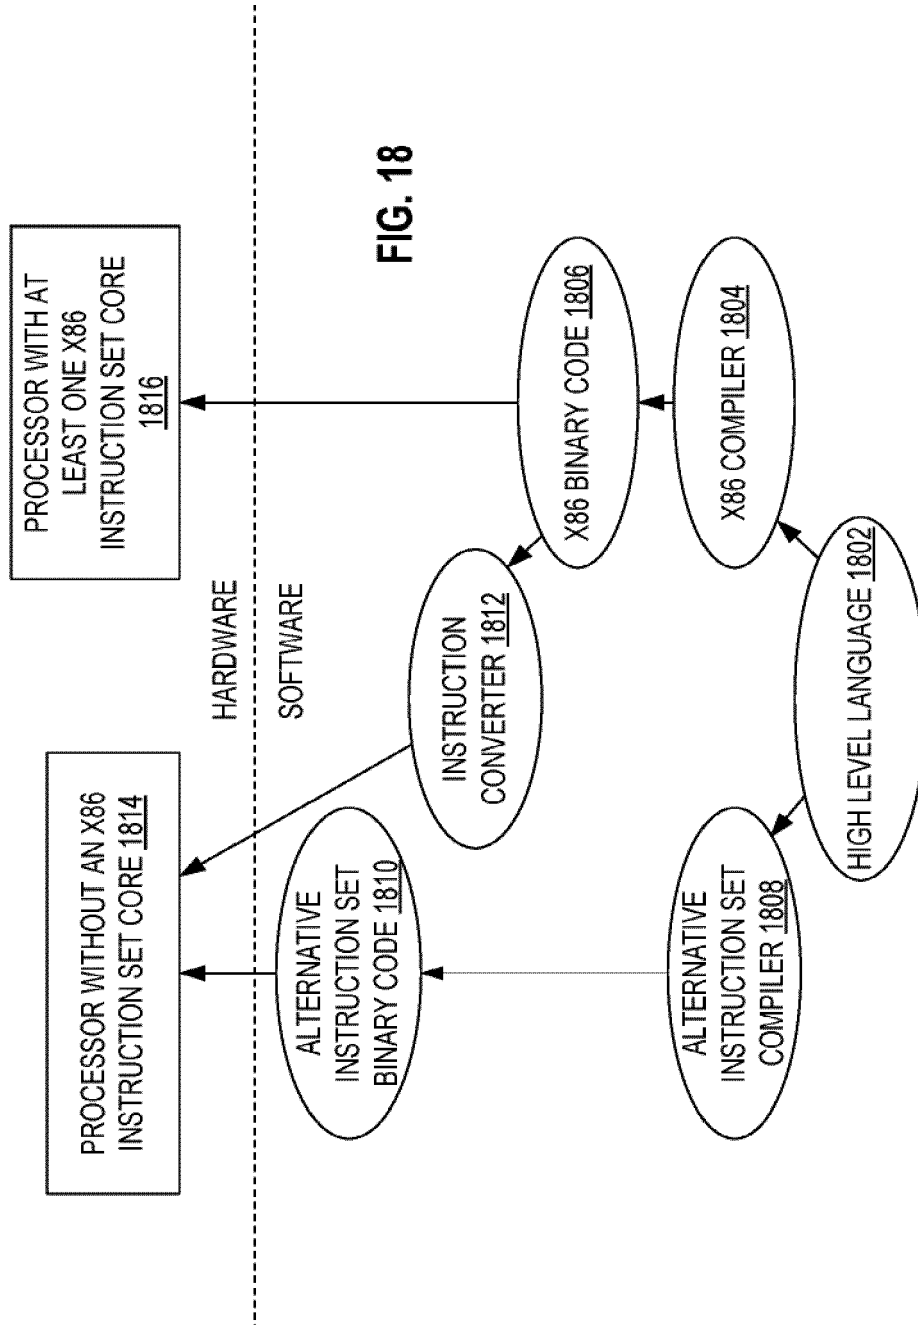 PROCESSOR WITHOUT AN X86
INSTRUCTION SET CORE 1814
PROCESSOR WITH AT
LEAST ONE X86
INSTRUCTION SET CORE
1816
HARDWARE
SOFTWARE
ALTERNATIVE
INSTRUCTION SET
BINARY CODE 1810
INSTRUCTION
CONVERTER 1812
FIG. 18
X86 BINARY CODE 1806
ALTERNATIVE
INSTRUCTION SET
COMPILER 1808
X86 COMPILER 1804
HIGH LEVEL LANGUAGE 1802